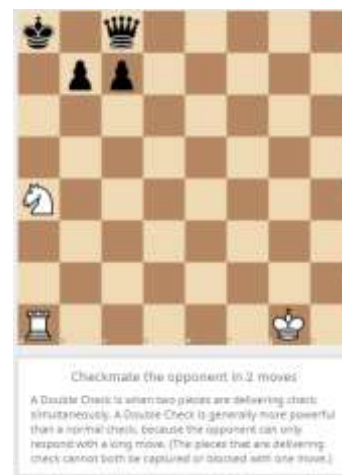 Checkmate the opponent in 2 moves
A Double Check is when two pieces are delivering check
simultaneously. A Double Check is generally more powerful
than a normal check, because the opponent can only
respond with a king move. (The pieces that are delivering
check cannot both be captured or blocked with one move.)